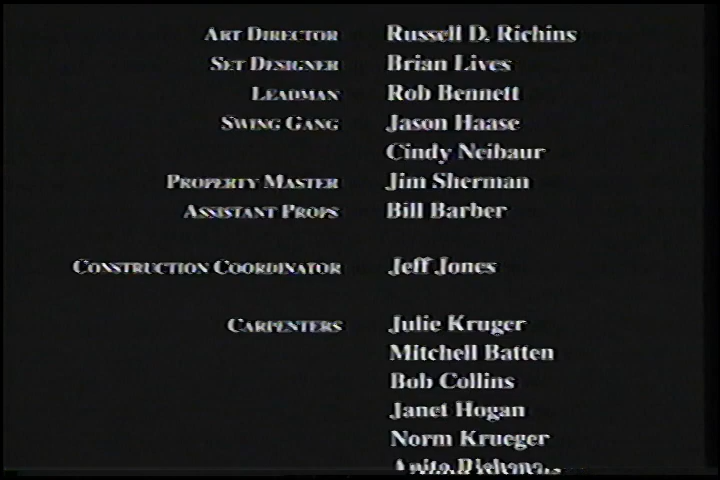 ART DIRECTOR Russell D. Richins
SET DESIGNER Brian Lives
LEADMAN Rob Bennett
SWING GANG Jason Haase
Cindy Neibaur
PROPERTY MASTER Jim Sherman
ASSISTANT PROPS Bill Barber
CONSTRUCTION COORDINATOR Jeff Jones
CARPENTERS Julie Kruger
Mitchell Batten
Bob Collins
Janet Hogan
Norm Krueger
Anita